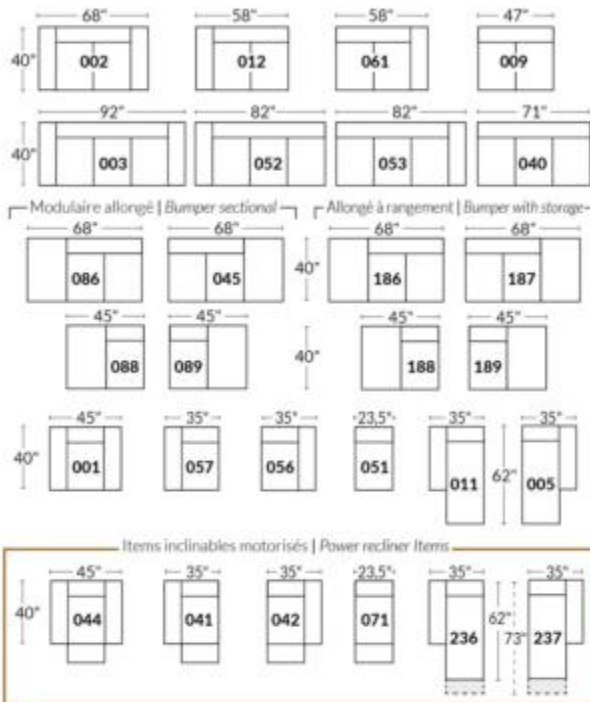 68" 58" 58" 47"
40" 002 012 061 009
92" 82" 82" 71"
40" 003 052 053 040
Modulaire allongé | Bumper sectional Allongé à rangement | Bumper with storage
68" 68" 68" 68"
40"
086 045 186 187
45" 45" 45" 45"
40"
088 089 188 189
45" 35" 35" 23,5" 35" 35"
40" 001 057 056 051
62"
011 005
Items inclinables motorisés | Power recliner Items
45" 35" 35" 23,5" 35" 35"
40" 044 041 042 071 62"
236 73" 237